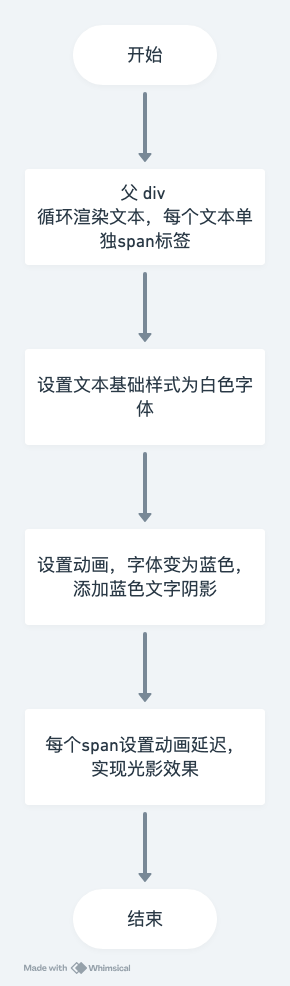 开始
父 div
循环渲染文本，每个文本单
独span标签
设置文本基础样式为白色字
体
设置动画，字体变为蓝色，
添加蓝色文字阴影
每个span设置动画延迟，
实现光影效果
结束
Made with Whimsical